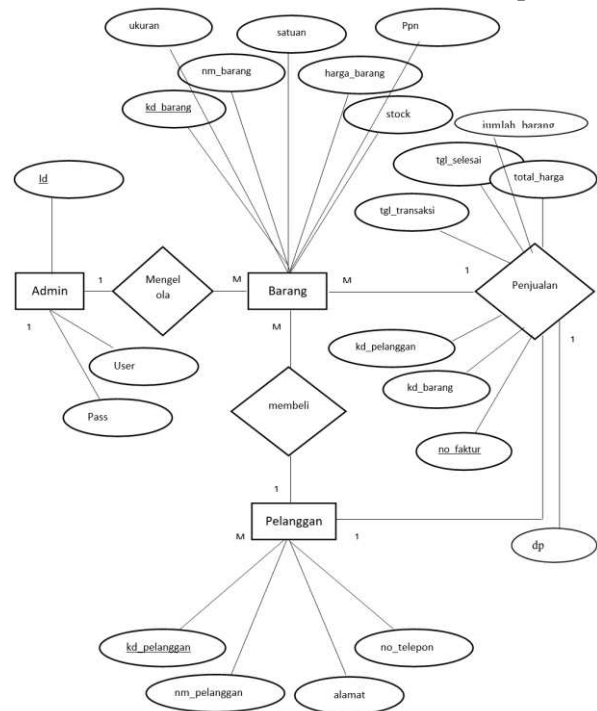 ukuran
satuan
Ppn
nm_barang
harga_barang
kd_barang
stock
jumlah_barang
tgl_selesai
total_harga
Id
tgl_transaksi
Mengel
ola
1
M
M
1
Penjualan
Admin
Barang
1
M
1
kd_pelanggan
User
kd_barang
Pass
membeli
no_faktur
1
Pelanggan
M
1
dp
kd_pelanggan
no_telepon
nm_pelanggan
alamat